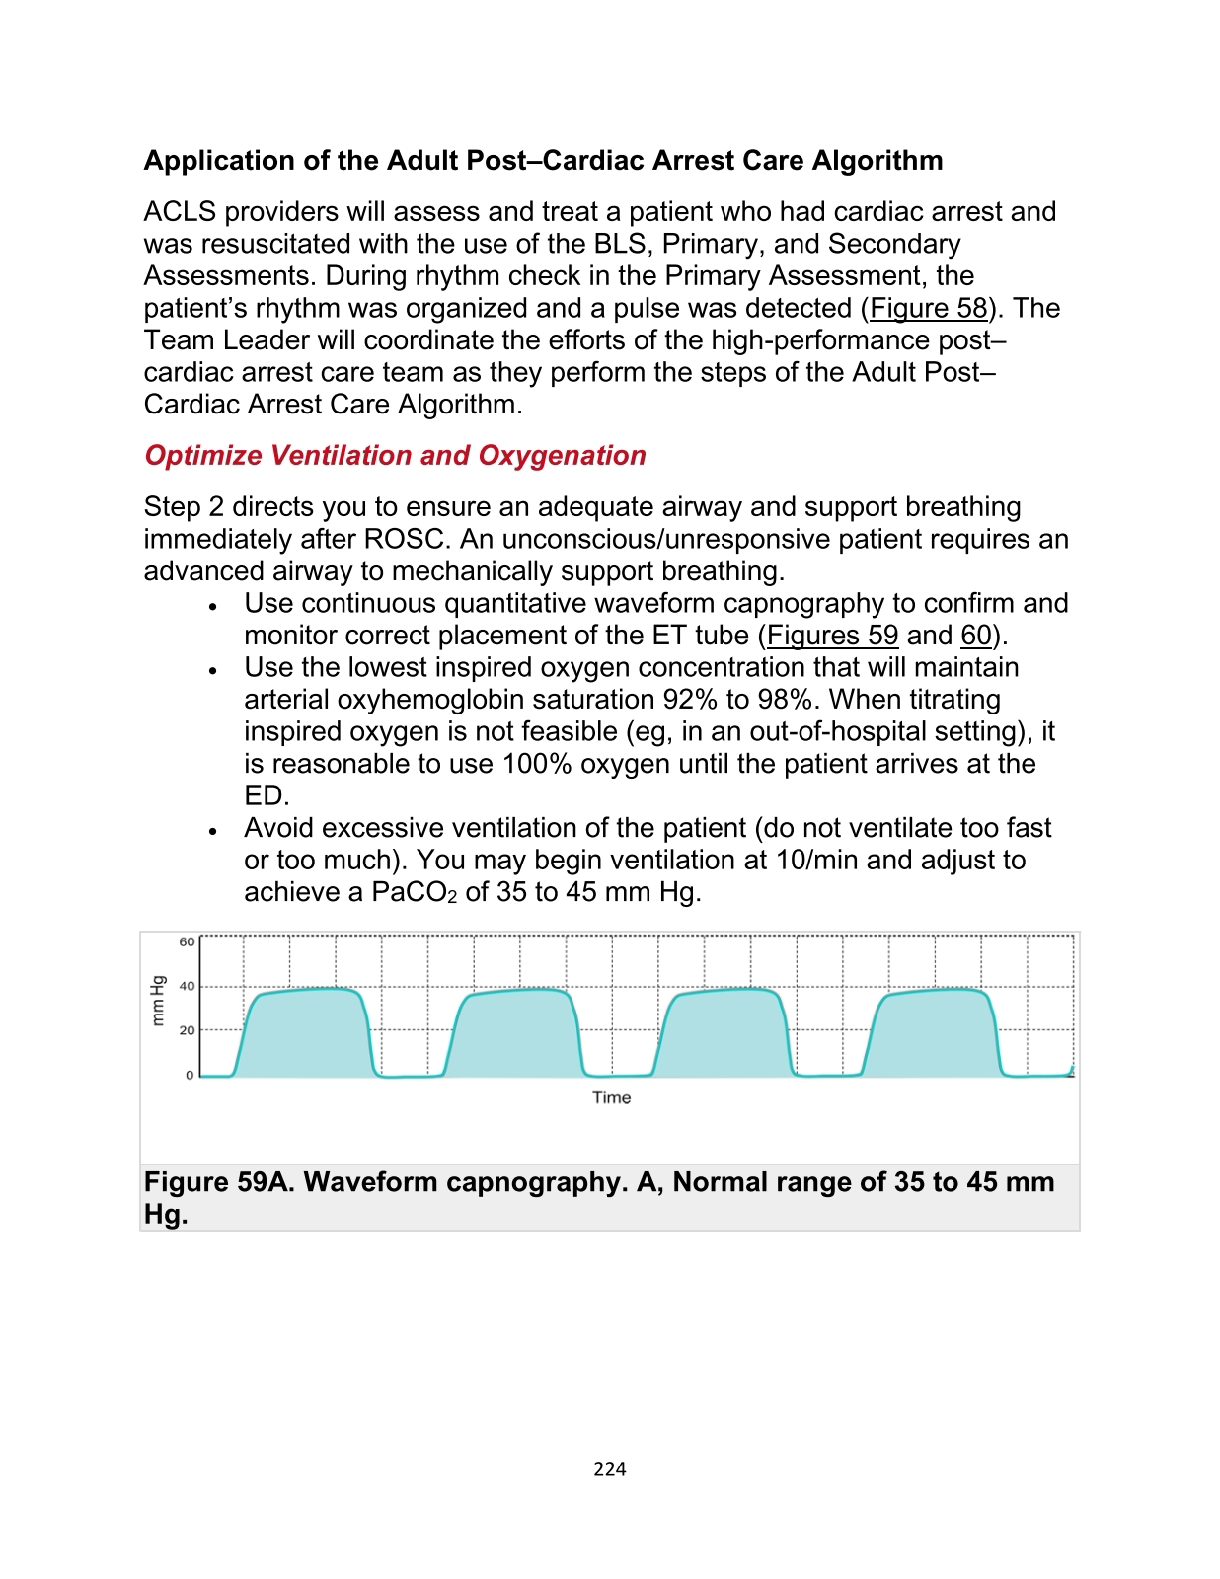 Application of the Adult Post–Cardiac Arrest Care Algorithm
ACLS providers will assess and treat a patient who had cardiac arrest and
was resuscitated with the use of the BLS, Primary, and Secondary
Assessments. During rhythm check in the Primary Assessment, the
patient’s rhythm was organized and a pulse was detected (Figure 58). The
Team Leader will coordinate the efforts of the high-performance post–
cardiac arrest care team as they perform the steps of the Adult Post–
Cardiac Arrest Care Algorithm.
Optimize Ventilation and Oxygenation
Step 2 directs you to ensure an adequate airway and support breathing
immediately after ROSC. An unconscious/unresponsive patient requires an
advanced airway to mechanically support breathing.
• Use continuous quantitative waveform capnography to confirm and
monitor correct placement of the ET tube (Figures 59 and 60).
• Use the lowest inspired oxygen concentration that will maintain
arterial oxyhemoglobin saturation 92% to 98%. When titrating
inspired oxygen is not feasible (eg, in an out-of-hospital setting), it
is reasonable to use 100% oxygen until the patient arrives at the
ED.
• Avoid excessive ventilation of the patient (do not ventilate too fast
or too much). You may begin ventilation at 10/min and adjust to
achieve a PaCO₂ of 35 to 45 mm Hg.
60
mm Hg
40
20
0
Time
Figure 59A. Waveform capnography. A, Normal range of 35 to 45 mm
Hg.
224